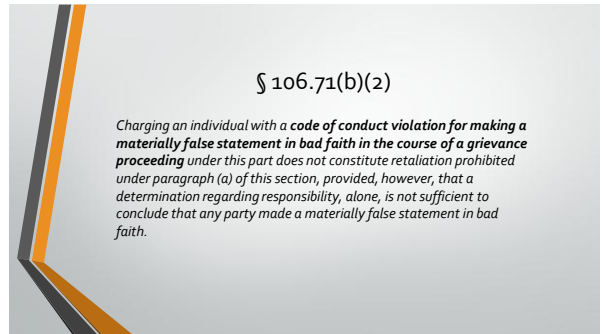 § 106.71(b)(2)
Charging an individual with a code of conduct violation for making a
materially false statement in bad faith in the course of a grievance
proceeding under this part does not constitute retaliation prohibited
under paragraph (a) of this section, provided, however, that a
determination regarding responsibility, alone, is not sufficient to
conclude that any party made a materially false statement in bad
faith.